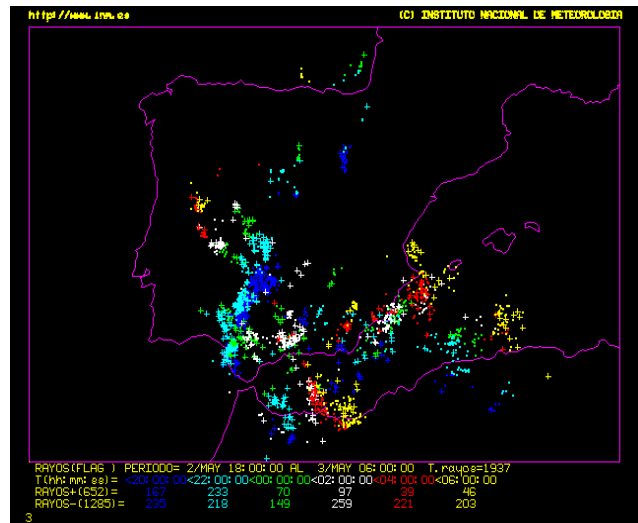 http://www.inm.es (C) INSTITUTO NACIONAL DE METEOROLOGIA
RAYOS(FLAG ) PERIODO= 2/MAY 18:00:00 AL 3/MAY 06:00:00 T.rayos=1937
T(hh:mm:ss)= <20:00:00 <22:00:00 <00:00:00 <02:00:00 <04:00:00 <06:00:00
RAYOS+(652)= 167 233 70 97 39 46
RAYOS-(1285)= 235 218 149 259 221 203
3